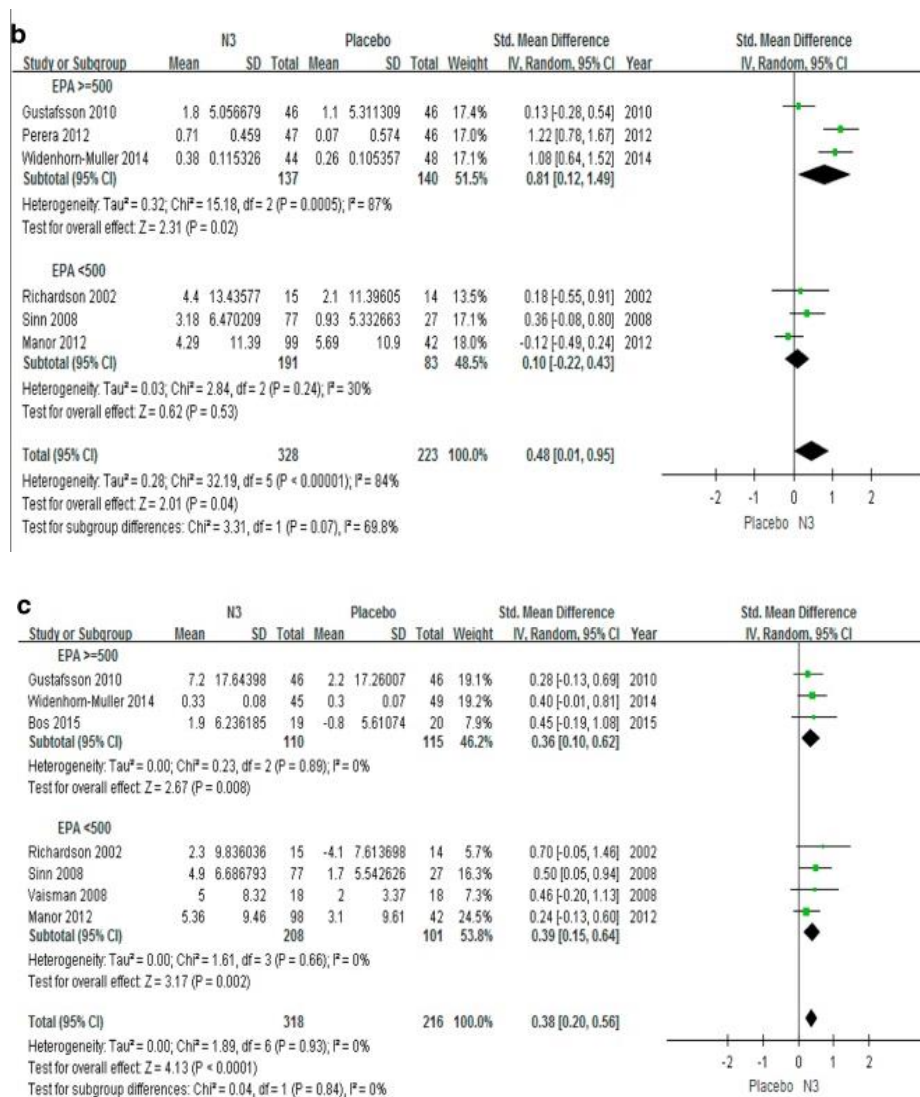 b
N3 Placebo Std. Mean Difference Std. Mean Difference
Study or Subgroup Mean SD Total Mean SD Total Weight IV, Random, 95% CI Year IV, Random, 95% CI
EPA >=500
Gustafsson 2010 1.8 5.056679 46 1.1 5.311309 46 17.4% 0.13 [-0.28, 0.54] 2010
Perera 2012 0.71 0.459 47 0.07 0.574 46 17.0% 1.22 [0.78, 1.67] 2012
Widenhorn-Muller 2014 0.38 0.115326 44 0.26 0.105357 48 17.1% 1.08 [0.64, 1.52] 2014
Subtotal (95% CI) 137 140 51.5% 0.81 [0.12, 1.49]
Heterogeneity: Tau² = 0.32; Chi² = 15.18, df = 2 (P = 0.0005); I² = 87%
Test for overall effect: Z = 2.31 (P = 0.02)
EPA <500
Richardson 2002 4.4 13.43577 15 2.1 11.39605 14 13.5% 0.18 [-0.55, 0.91] 2002
Sinn 2008 3.18 6.470209 77 0.93 5.332663 27 17.1% 0.36 [-0.08, 0.80] 2008
Manor 2012 4.29 11.39 99 5.69 10.9 42 18.0% -0.12 [-0.49, 0.24] 2012
Subtotal (95% CI) 191 83 48.5% 0.10 [-0.22, 0.43]
Heterogeneity: Tau² = 0.03; Chi² = 2.84, df = 2 (P = 0.24); I² = 30%
Test for overall effect: Z = 0.62 (P = 0.53)
Total (95% CI) 328 223 100.0% 0.48 [0.01, 0.95]
Heterogeneity: Tau² = 0.28; Chi² = 32.19, df = 5 (P < 0.00001); I² = 84%
Test for overall effect: Z = 2.01 (P = 0.04)
Test for subgroup differences: Chi² = 3.31, df = 1 (P = 0.07), I² = 69.8%
-2 -1 0 1 2
Placebo N3
c
N3 Placebo Std. Mean Difference Std. Mean Difference
Study or Subgroup Mean SD Total Mean SD Total Weight IV, Random, 95% CI Year IV, Random, 95% CI
EPA >=500
Gustafsson 2010 7.2 17.64398 46 2.2 17.26007 46 19.1% 0.28 [-0.13, 0.69] 2010
Widenhorn-Muller 2014 0.33 0.08 45 0.3 0.07 49 19.2% 0.40 [-0.01, 0.81] 2014
Bos 2015 1.9 6.236185 19 -0.8 5.61074 20 7.9% 0.45 [-0.19, 1.08] 2015
Subtotal (95% CI) 110 115 46.2% 0.36 [0.10, 0.62]
Heterogeneity: Tau² = 0.00; Chi² = 0.23, df = 2 (P = 0.89); I² = 0%
Test for overall effect: Z = 2.67 (P = 0.008)
EPA <500
Richardson 2002 2.3 9.836036 15 -4.1 7.613698 14 5.7% 0.70 [-0.05, 1.46] 2002
Sinn 2008 4.9 6.686793 77 1.7 5.542626 27 16.3% 0.50 [0.05, 0.94] 2008
Vaisman 2008 5 8.32 18 2 3.37 18 7.3% 0.46 [-0.20, 1.13] 2008
Manor 2012 5.36 9.46 98 3.1 9.61 42 24.5% 0.24 [-0.13, 0.60] 2012
Subtotal (95% CI) 208 101 53.8% 0.39 [0.15, 0.64]
Heterogeneity: Tau² = 0.00; Chi² = 1.61, df = 3 (P = 0.66); I² = 0%
Test for overall effect: Z = 3.17 (P = 0.002)
Total (95% CI) 318 216 100.0% 0.38 [0.20, 0.56]
Heterogeneity: Tau² = 0.00; Chi² = 1.89, df = 6 (P = 0.93); I² = 0%
Test for overall effect: Z = 4.13 (P < 0.0001)
Test for subgroup differences: Chi² = 0.04, df = 1 (P = 0.84), I² = 0%
-2 -1 0 1 2
Placebo N3